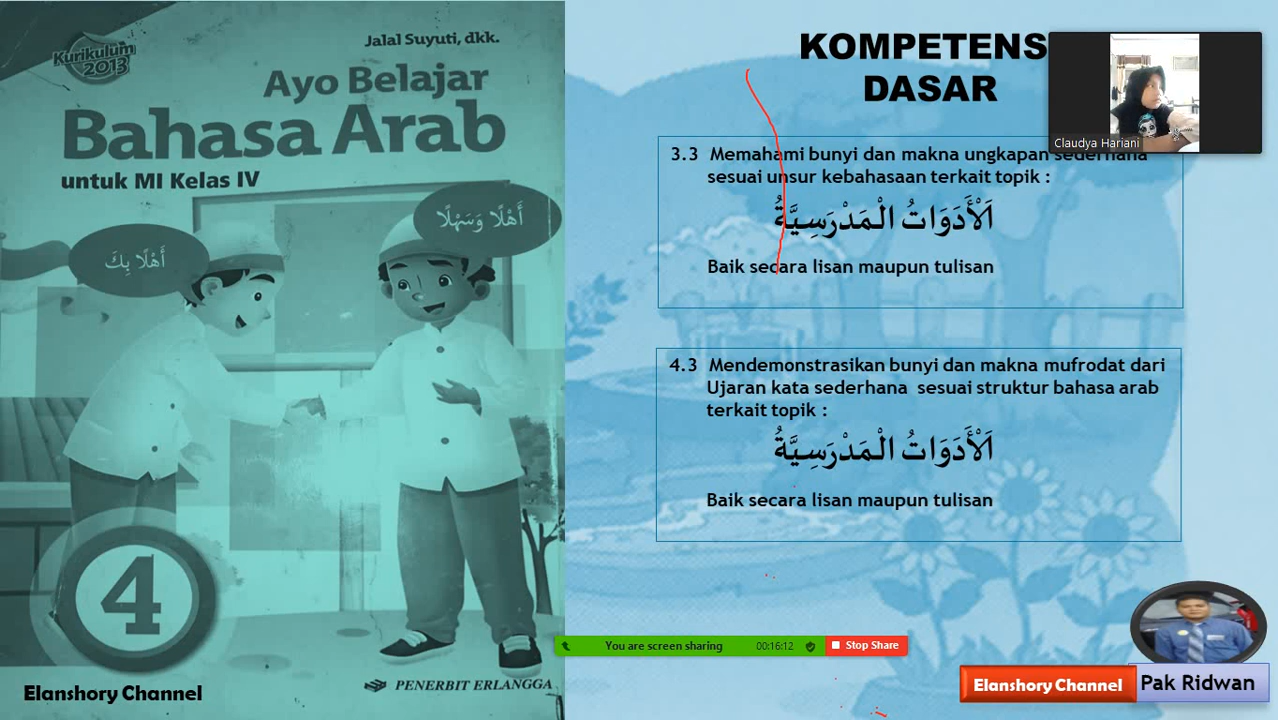 Kurikulum
2013
Jalal Suyuti, dkk.
Ayo Belajar
Bahasa Arab
untuk MI Kelas IV
أَهْلًا وَسَهْلًا
أَهْلًا بِكَ
4
Elanshory Channel
PENERBIT ERLANGGA
KOMPETENS
DASAR
Claudya Hariani
3.3 Memahami bunyi dan makna ungkapan sederhana
sesuai unsur kebahasaan terkait topik :
اَلْأَدَوَاتُ الْمَدْرَسِيَّةُ
Baik secara lisan maupun tulisan
4.3 Mendemonstrasikan bunyi dan makna mufrodat dari
Ujaran kata sederhana sesuai struktur bahasa arab
terkait topik :
اَلْأَدَوَاتُ الْمَدْرَسِيَّةُ
Baik secara lisan maupun tulisan
You are screen sharing 00:16:12 Stop Share
Elanshory Channel Pak Ridwan